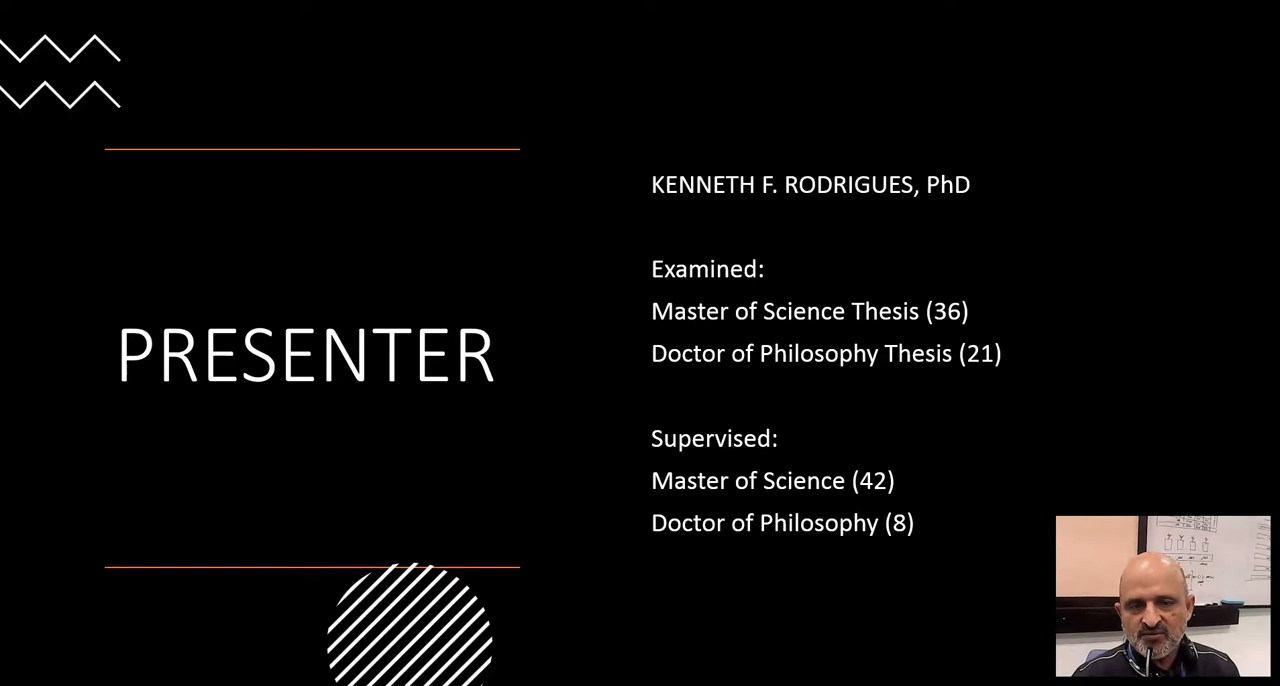 PRESENTER
KENNETH F. RODRIGUES, PhD
Examined:
Master of Science Thesis (36)
Doctor of Philosophy Thesis (21)
Supervised:
Master of Science (42)
Doctor of Philosophy (8)